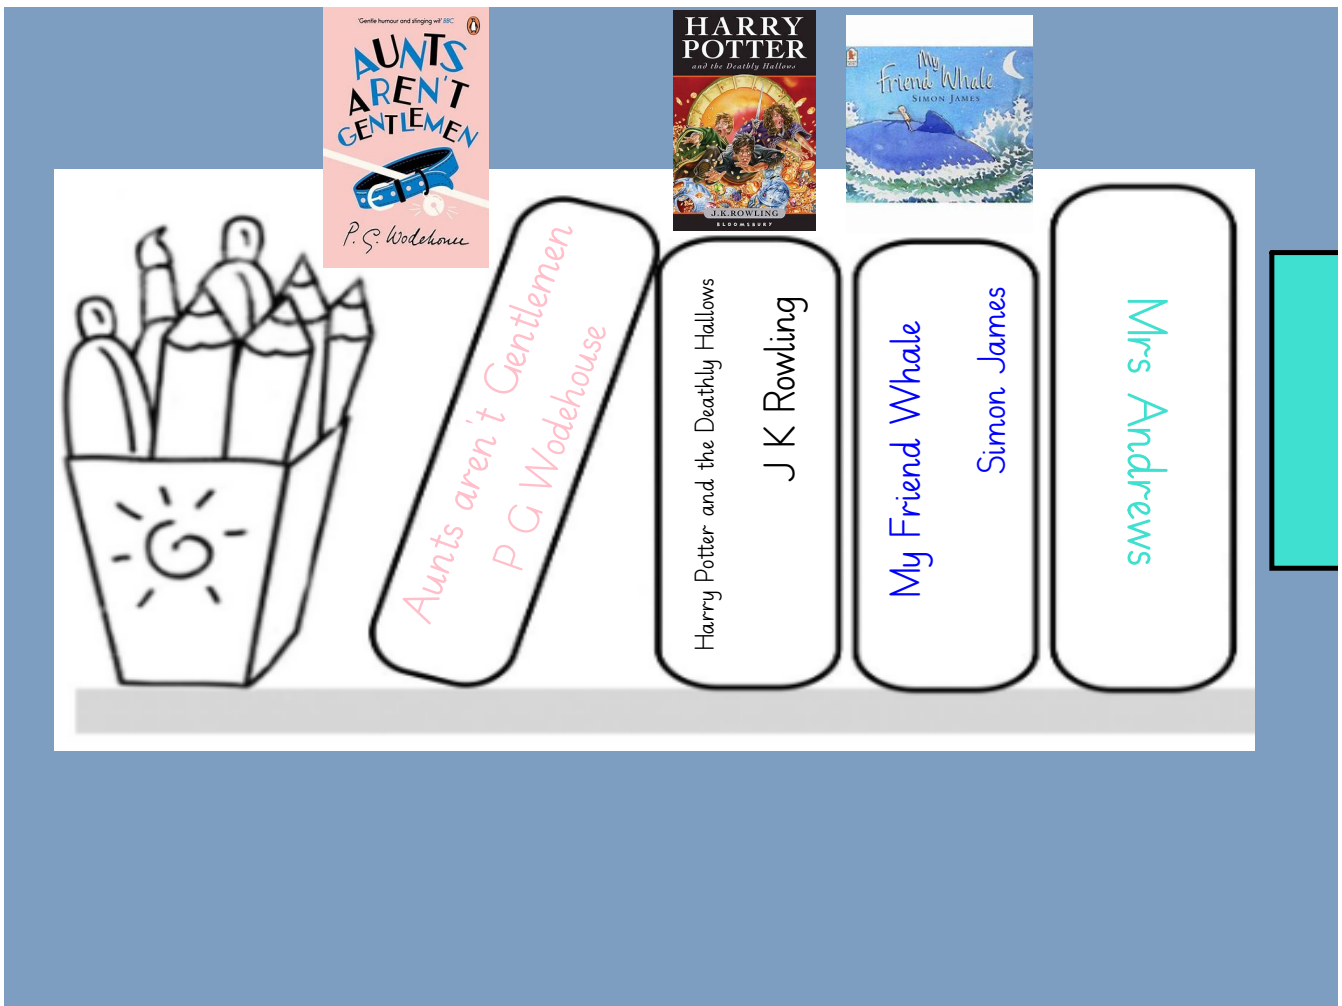 'Gentle humour and stinging wit' BBC
AUNTS
AREN'T
GENTLEMEN
P. G. Wodehouse
HARRY
POTTER
and the Deathly Hallows
J.K.ROWLING
BLOOMSBURY
My
Friend Whale
SIMON JAMES
Aunts aren't Gentlemen
P G Wodehouse
Harry Potter and the Deathly Hallows
J K Rowling
My Friend Whale
Simon James
Mrs Andrews